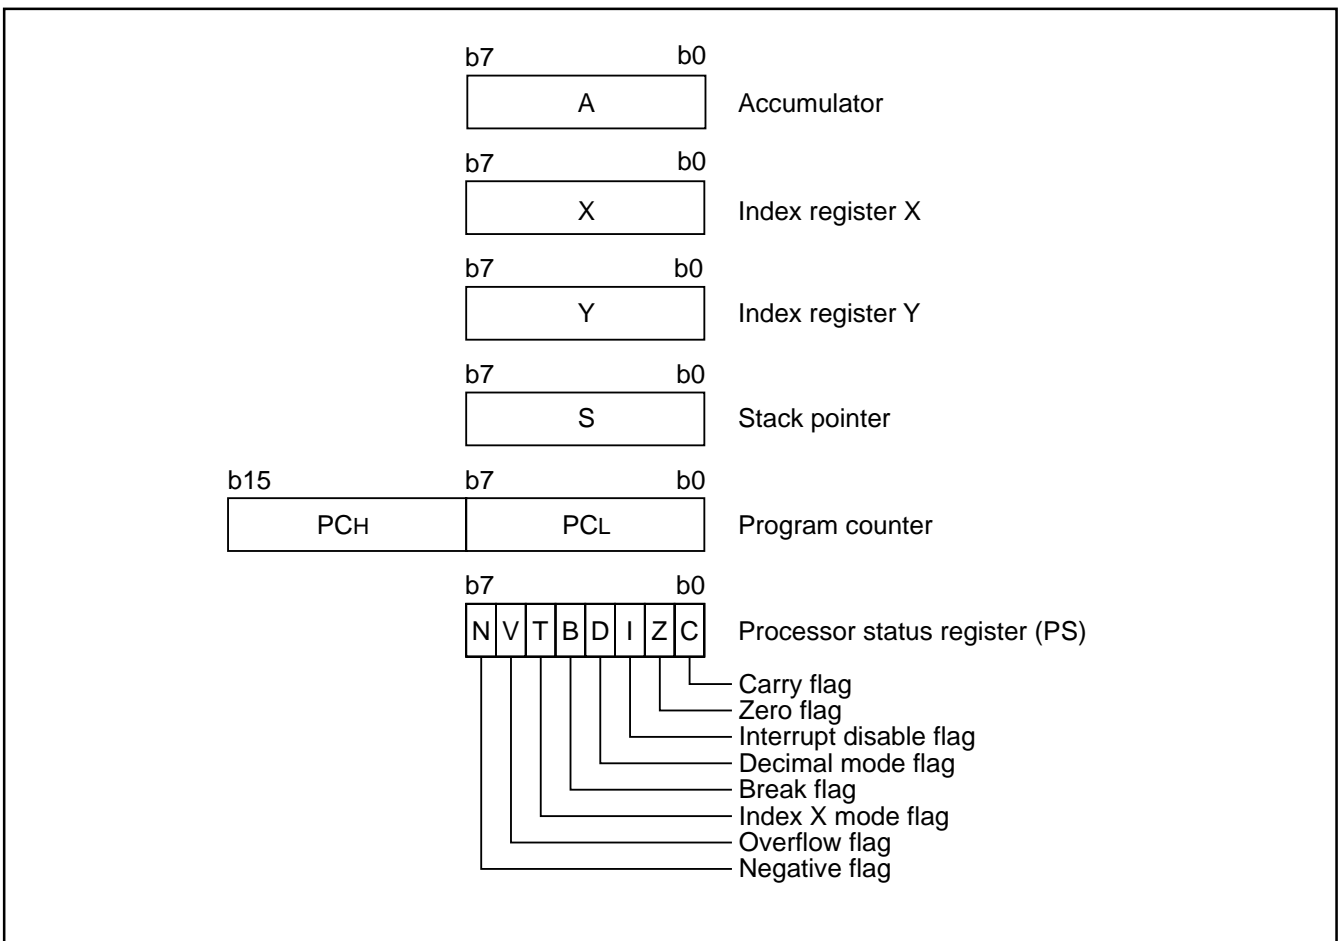 b7 b0
A Accumulator
b7 b0
X Index register X
b7 b0
Y Index register Y
b7 b0
S Stack pointer
b15 b7 b0
PCH PCL Program counter
b7 b0
N V T B D I Z C Processor status register (PS)
Carry flag
Zero flag
Interrupt disable flag
Decimal mode flag
Break flag
Index X mode flag
Overflow flag
Negative flag